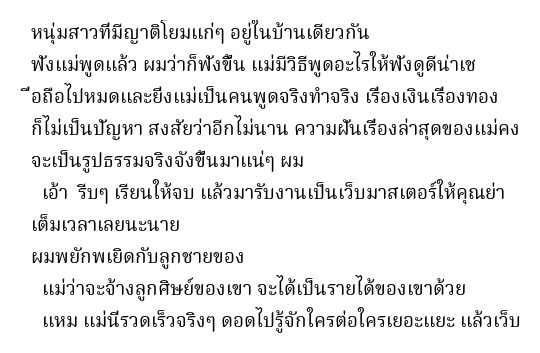 หนุ่มสาวที่มีญาติโยมแก่ๆ อยู่ในบ้านเดียวกัน
ฟังแม่พูดแล้ว ผมว่าก็ฟังขึ้น แม่มีวิธีพูดอะไรให้ฟังดูดีน่าเช
ื่อถือไปหมดและยิ่งแม่เป็นคนพูดจริงทำจริง เรื่องเงินเรื่องทอง
ก็ไม่เป็นปัญหา สงสัยว่าอีกไม่นาน ความฝันเรื่องล่าสุดของแม่คง
จะเป็นรูปธรรมจริงจังขึ้นมาแน่ๆ ผม
เอ้า  รีบๆ เรียนให้จบ แล้วมารับงานเป็นเว็บมาสเตอร์ให้คุณย่า
เต็มเวลาเลยนะนาย
ผมพยักพเยิดกับลูกชายของ
แม่ว่าจะจ้างลูกศิษย์ของเขา จะได้เป็นรายได้ของเขาด้วย
แหม แม่นี่รวดเร็วจริงๆ ดอดไปรู้จักใครต่อใครเยอะแยะ แล้วเว็บ